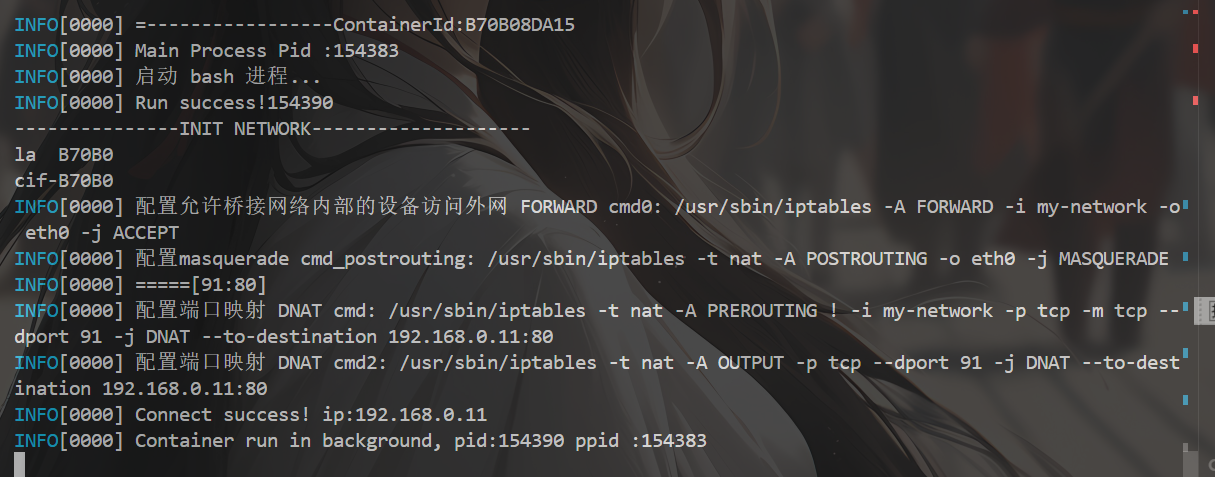 INFO[0000] =-----------------ContainerId:B70B08DA15
INFO[0000] Main Process Pid :154383
INFO[0000] 启动 bash 进程...
INFO[0000] Run success!154390
---------------INIT NETWORK--------------------
la  B70B0
cif-B70B0
INFO[0000] 配置允许桥接网络内部的设备访问外网 FORWARD cmd0: /usr/sbin/iptables -A FORWARD -i my-network -o
 eth0 -j ACCEPT
INFO[0000] 配置masquerade cmd_postrouting: /usr/sbin/iptables -t nat -A POSTROUTING -o eth0 -j MASQUERADE
INFO[0000] =====[91:80]
INFO[0000] 配置端口映射 DNAT cmd: /usr/sbin/iptables -t nat -A PREROUTING ! -i my-network -p tcp -m tcp --
dport 91 -j DNAT --to-destination 192.168.0.11:80
INFO[0000] 配置端口映射 DNAT cmd2: /usr/sbin/iptables -t nat -A OUTPUT -p tcp --dport 91 -j DNAT --to-dest
ination 192.168.0.11:80
INFO[0000] Connect success! ip:192.168.0.11
INFO[0000] Container run in background, pid:154390 ppid :154383